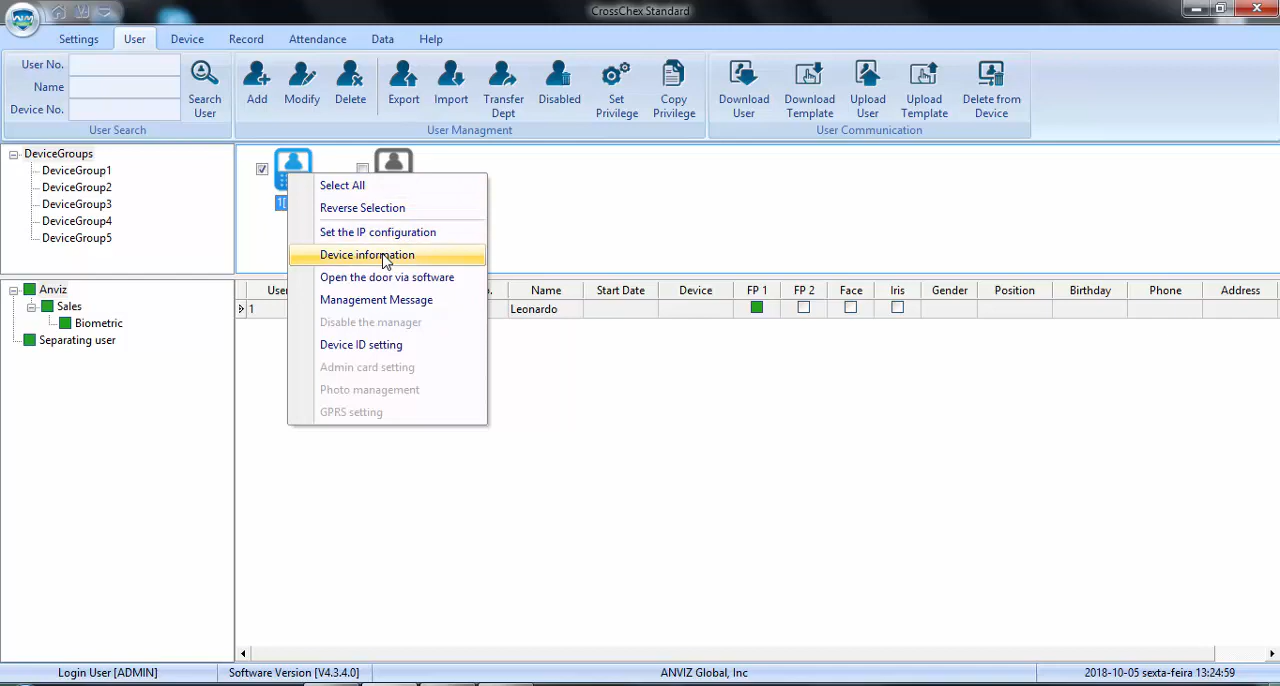 CrossChex Standard
Settings User Device Record Attendance Data Help
User No.
Name
Device No.
Search User
User Search
Add Modify Delete Export Import Transfer Dept Disabled Set Privilege Copy Privilege
User Managment
Download User Download Template Upload User Upload Template Delete from Device
User Communication
DeviceGroups
DeviceGroup1
DeviceGroup2
DeviceGroup3
DeviceGroup4
DeviceGroup5
1[
Select All
Reverse Selection
Set the IP configuration
Device information
Open the door via software
Management Message
Disable the manager
Device ID setting
Admin card setting
Photo management
GPRS setting
Anviz
Sales
Biometric
Separating user
User Name Start Date Device FP 1 FP 2 Face Iris Gender Position Birthday Phone Address
1 Leonardo
Login User [ADMIN] Software Version [V4.3.4.0] ANVIZ Global, Inc 2018-10-05 sexta-feira 13:24:59